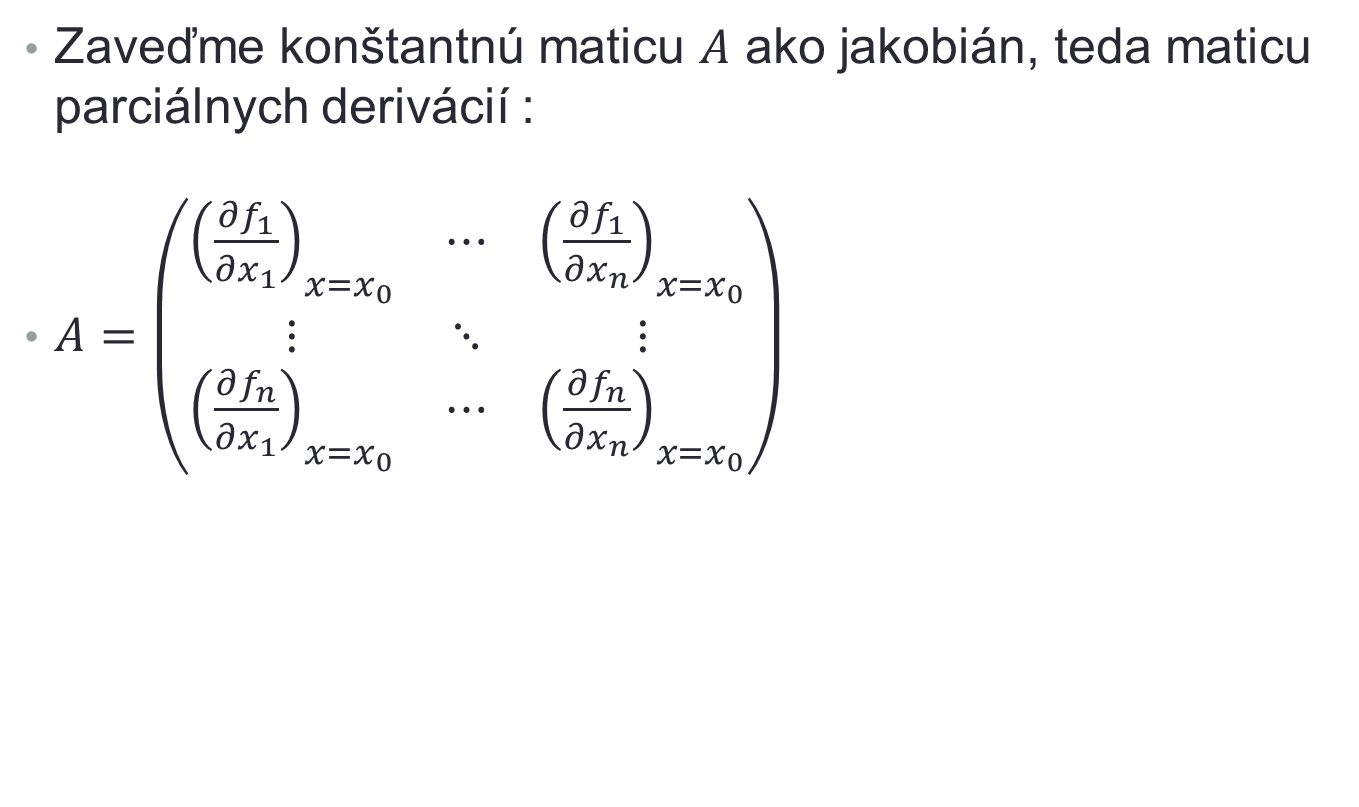 • Zaveďme konštantnú maticu A ako jakobián, teda maticu
parciálnych derivácií :
• A = ( (∂f₁/∂x₁)ₓ₌ₓ₀ ⋯ (∂f₁/∂xₙ)ₓ₌ₓ₀
⋮ ⋱ ⋮
(∂fₙ/∂x₁)ₓ₌ₓ₀ ⋯ (∂fₙ/∂xₙ)ₓ₌ₓ₀ )